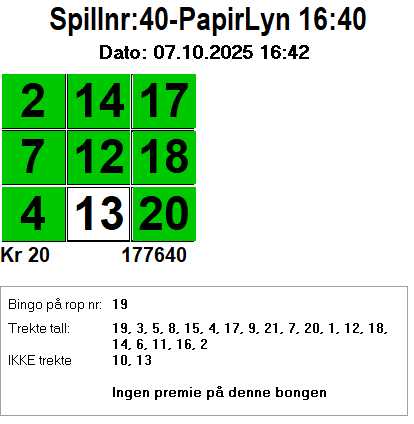 Spillnr:40-PapirLyn 16:40
Dato: 07.10.2025 16:42
2 14 17
7 12 18
4 13 20
Kr 20 177640
Bingo på rop nr: 19
Trekte tall: 19, 3, 5, 8, 15, 4, 17, 9, 21, 7, 20, 1, 12, 18,
14, 6, 11, 16, 2
IKKE trekte 10, 13
Ingen premie på denne bongen